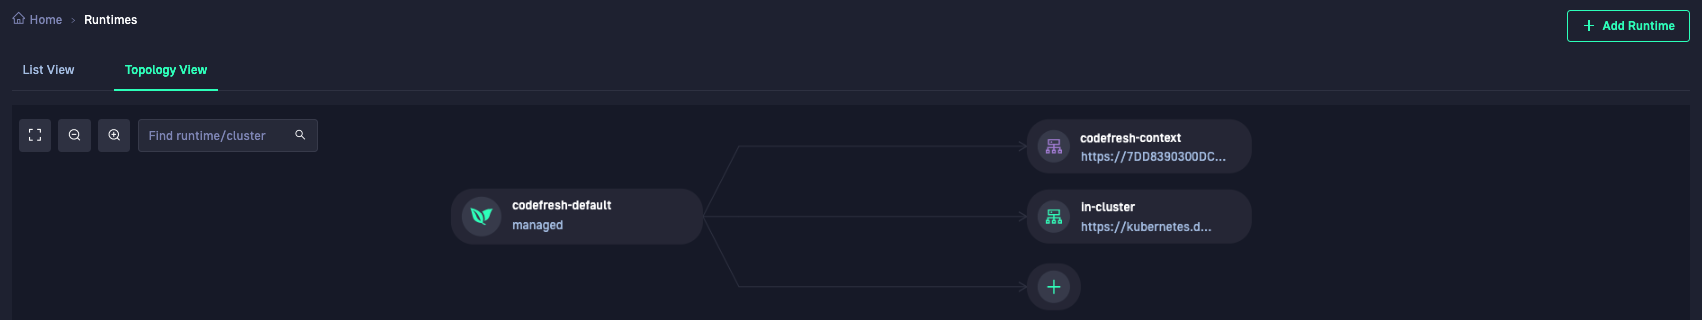 Home › Runtimes
Add Runtime
List View
Topology View
Find runtime/cluster
codefresh-context
https://7DD8390300DC...
codefresh-default
managed
in-cluster
https://kubernetes.d...